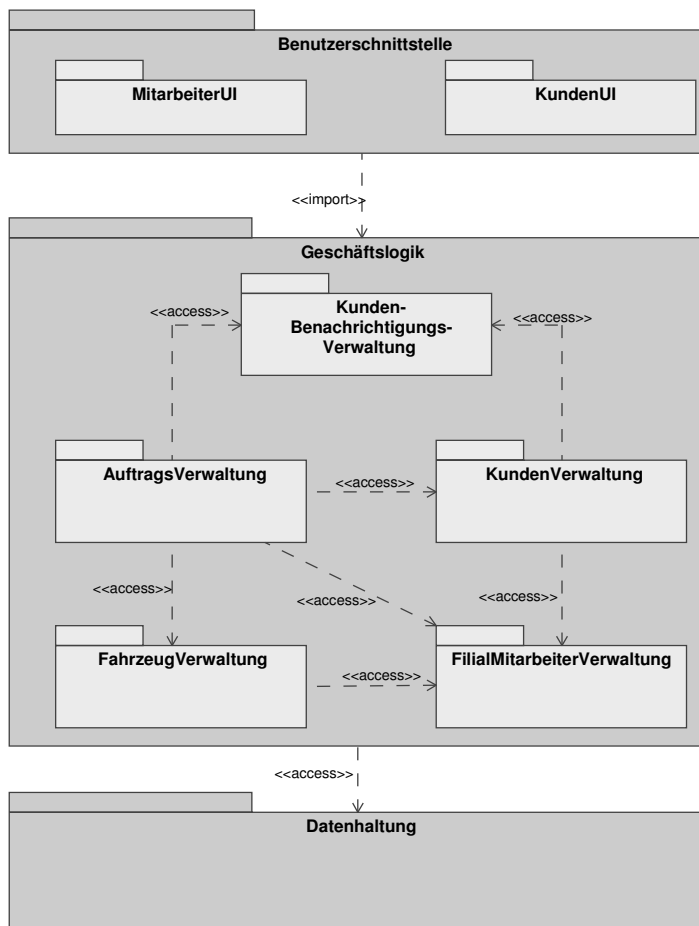 Benutzerschnittstelle
MitarbeiterUI
KundenUI
<<import>>
Geschäftslogik
<<access>>
Kunden-
Benachrichtigungs-
Verwaltung
<<access>>
AuftragsVerwaltung
<<access>>
KundenVerwaltung
<<access>>
<<access>>
<<access>>
FahrzeugVerwaltung
<<access>>
FilialMitarbeiterVerwaltung
<<access>>
Datenhaltung